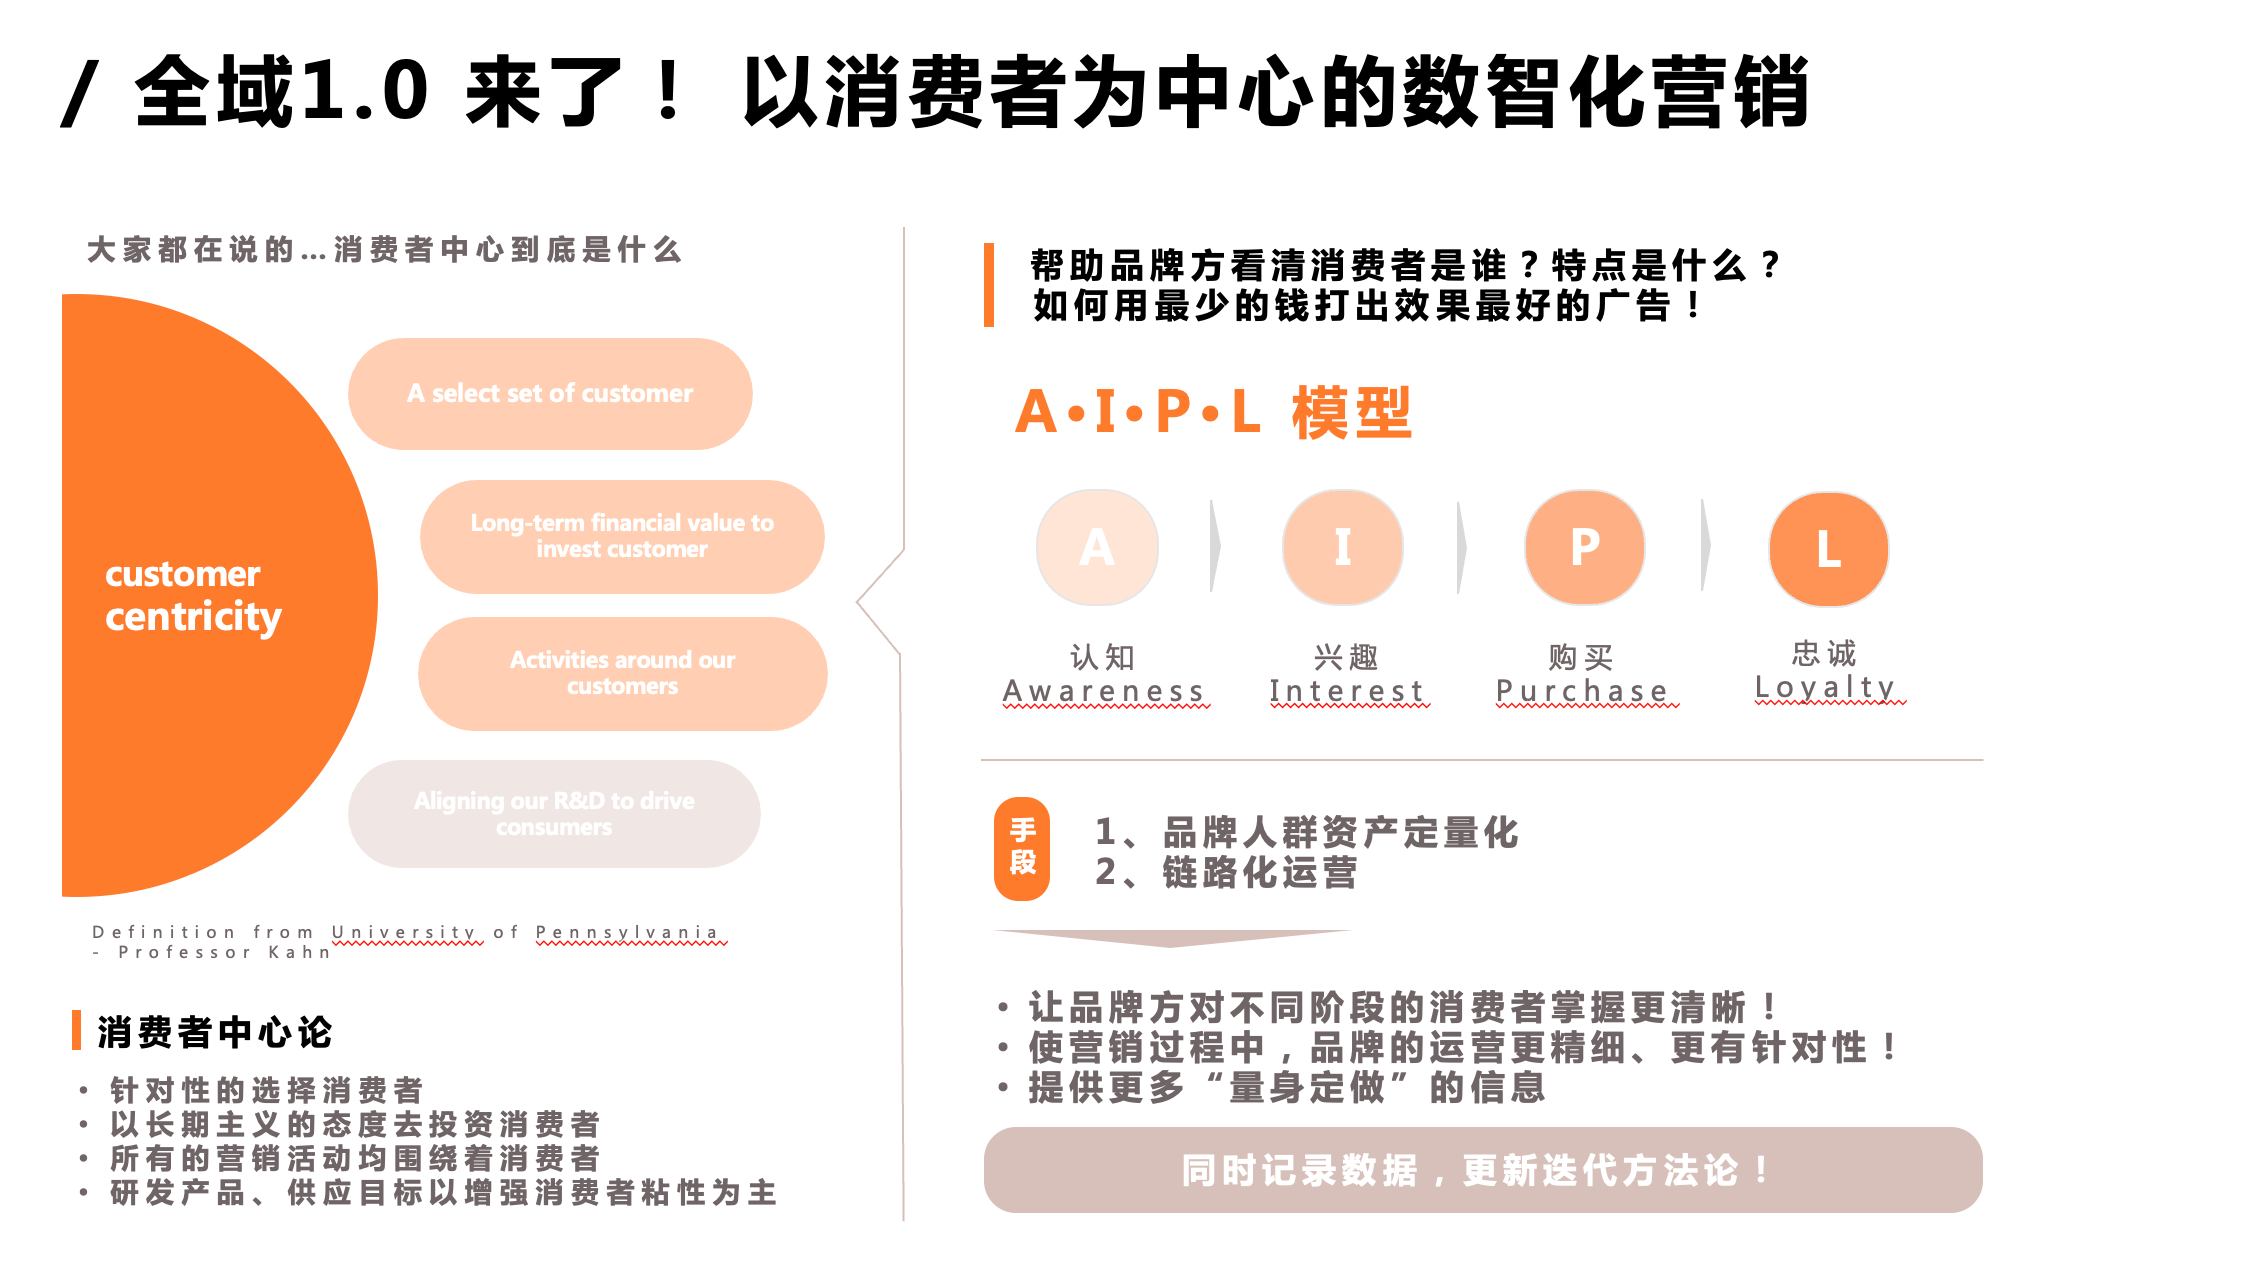 / 全域1.0 来了！ 以消费者为中心的数智化营销
大家都在说的...消费者中心到底是什么
customer
centricity
A select set of customer
Long-term financial value to
invest customer
Activities around our
customers
Aligning our R&D to drive
consumers
Definition from University of Pennsylvania
- Professor Kahn
消费者中心论
• 针对性的选择消费者
• 以长期主义的态度去投资消费者
• 所有的营销活动均围绕着消费者
• 研发产品、供应目标以增强消费者粘性为主
帮助品牌方看清消费者是谁？特点是什么？
如何用最少的钱打出效果最好的广告！
A•I•P•L 模型
A
I
P
L
认知
Awareness
兴趣
Interest
购买
Purchase
忠诚
Loyalty
手
段
1、品牌人群资产定量化
2、链路化运营
• 让品牌方对不同阶段的消费者掌握更清晰！
• 使营销过程中，品牌的运营更精细、更有针对性！
• 提供更多“量身定做”的信息
同时记录数据，更新迭代方法论！